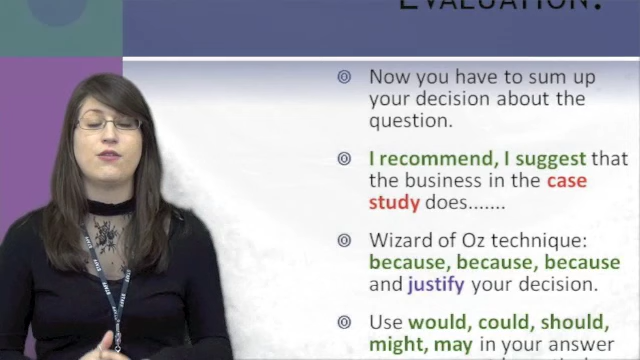 EVALUATION:
Now you have to sum up
your decision about the
question.
I recommend, I suggest that
the business in the case
study does.......
Wizard of Oz technique:
because, because, because
and justify your decision.
Use would, could, should,
might, may in your answer
STAFF
STAFF